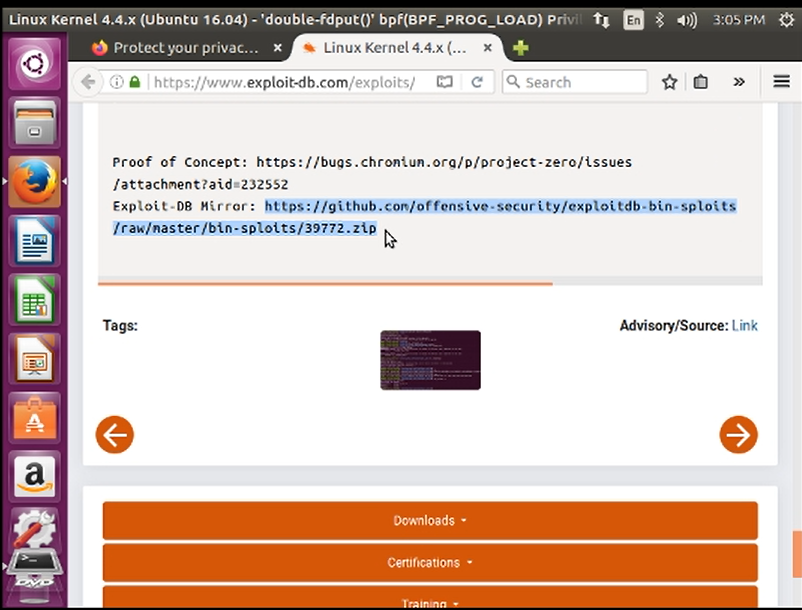 Linux Kernel 4.4.x (Ubuntu 16.04) - 'double-fdput()' bpf(BPF_PROG_LOAD) Privil
En
3:05 PM
Protect your privac...
Linux Kernel 4.4.x (...
https://www.exploit-db.com/exploits/
Search
Proof of Concept: https://bugs.chromium.org/p/project-zero/issues
/attachment?aid=232552
Exploit-DB Mirror: https://github.com/offensive-security/exploitdb-bin-sploits
/raw/master/bin-sploits/39772.zip
Tags:
Advisory/Source: Link
Downloads
Certifications
Training
DVD